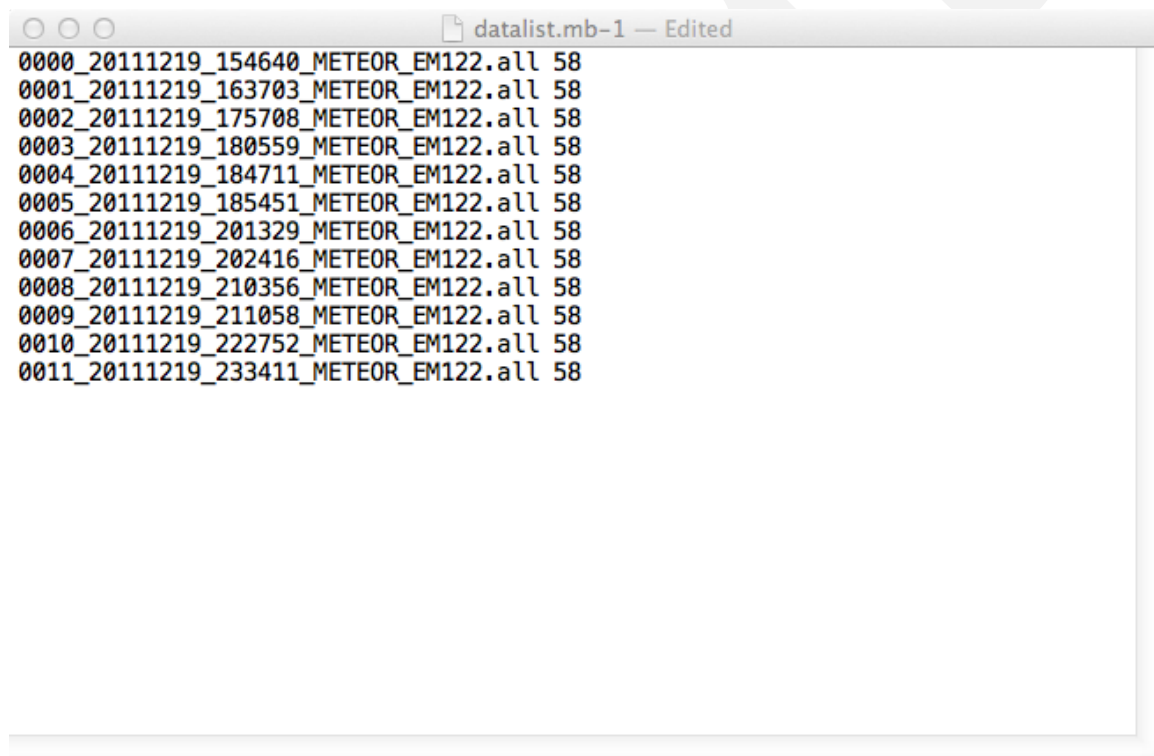 datalist.mb-1 — Edited
0000_20111219_154640_METEOR_EM122.all 58
0001_20111219_163703_METEOR_EM122.all 58
0002_20111219_175708_METEOR_EM122.all 58
0003_20111219_180559_METEOR_EM122.all 58
0004_20111219_184711_METEOR_EM122.all 58
0005_20111219_185451_METEOR_EM122.all 58
0006_20111219_201329_METEOR_EM122.all 58
0007_20111219_202416_METEOR_EM122.all 58
0008_20111219_210356_METEOR_EM122.all 58
0009_20111219_211058_METEOR_EM122.all 58
0010_20111219_222752_METEOR_EM122.all 58
0011_20111219_233411_METEOR_EM122.all 58